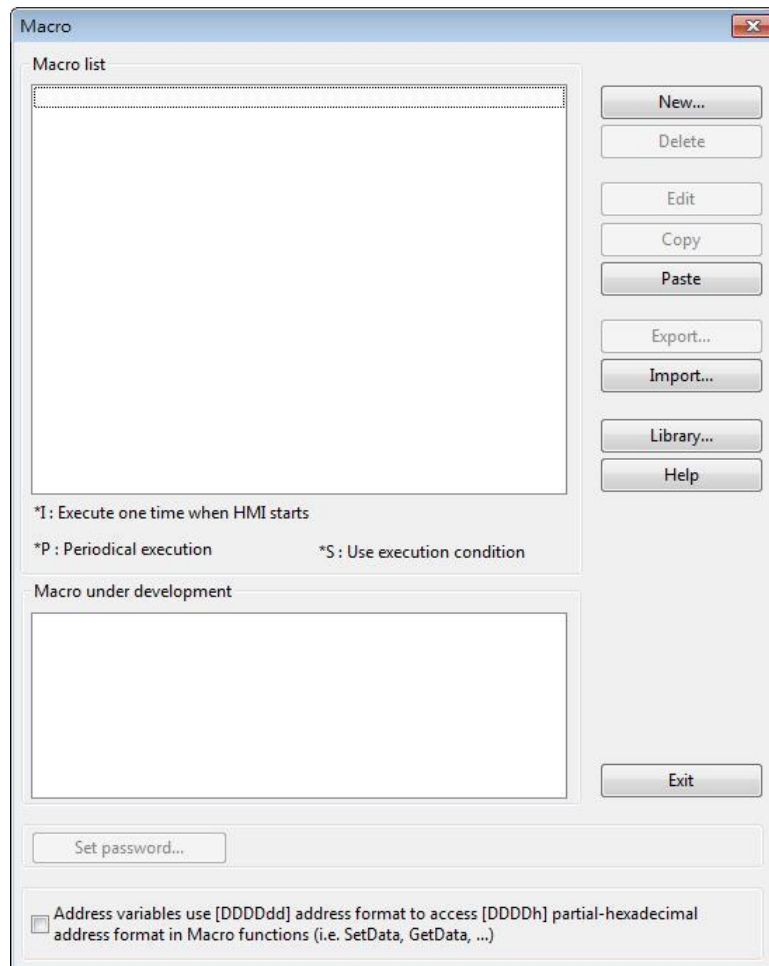 Macro
Macro list
New...
Delete
Edit
Copy
Paste
Export...
Import...
Library...
Help
*I : Execute one time when HMI starts
*P : Periodical execution
*S : Use execution condition
Macro under development
Exit
Set password...
Address variables use [DDDDdd] address format to access [DDDDh] partial-hexadecimal
address format in Macro functions (i.e. SetData, GetData, ...)